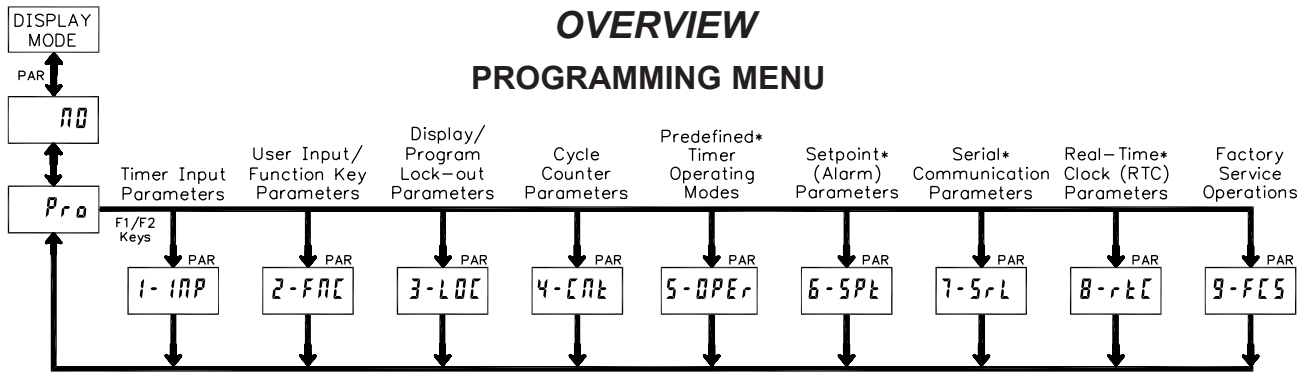 OVERVIEW
PROGRAMMING MENU
DISPLAY
MODE
PAR
NO
Pro
F1/F2
Keys
Timer Input
Parameters
User Input/
Function Key
Parameters
Display/
Program
Lock-out
Parameters
Cycle
Counter
Parameters
Predefined*
Timer
Operating
Modes
Setpoint*
(Alarm)
Parameters
Serial*
Communication
Parameters
Real-Time*
Clock (RTC)
Parameters
Factory
Service
Operations
PAR
1-INP
PAR
2-FNC
PAR
3-LOC
PAR
4-CNt
PAR
5-OPEr
PAR
6-SPt
PAR
7-SrL
PAR
8-rtC
PAR
9-FCS